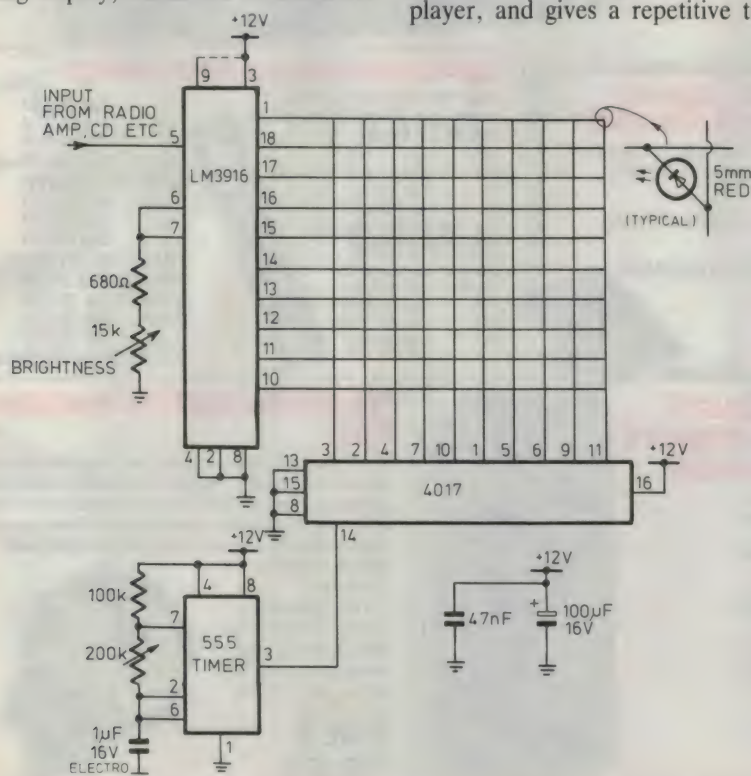 player, and gives a repetitive t
+12V
9 3
INPUT
FROM RADIO
AMP, CD ETC
5
LM3916
1
18
17
16
15
14
13
12
11
10
6
7
680Ω
15k
BRIGHTNESS
4 2 8
5mm
RED
(TYPICAL)
3 2 4 7 10 1 5 6 9 11
+12V
13
15
8
4017
16
14
+12V
4 8
100k
7
200k
555
TIMER
3
2
6
1µF
16V
ELECTRO
1
+12V
47nF
+
100µF
16V